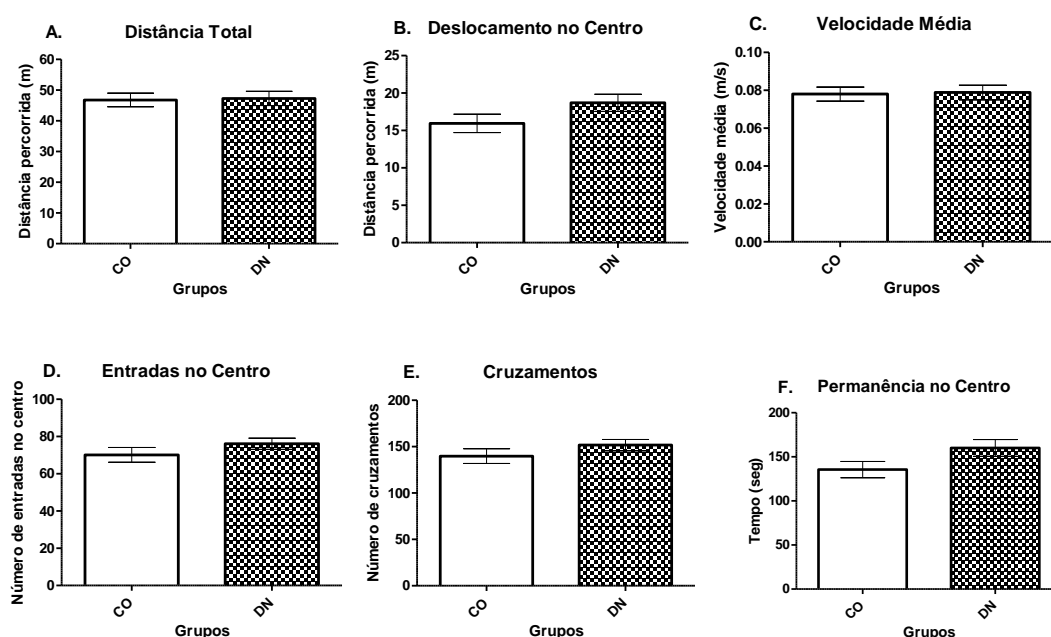 A. Distância Total
Distância percorrida (m)
60
50
40
30
20
10
0
CO
DN
Grupos
B. Deslocamento no Centro
Distância percorrida (m)
25
20
15
10
5
0
CO
DN
Grupos
C. Velocidade Média
Velocidade média (m/s)
0.10
0.08
0.06
0.04
0.02
0.00
CO
DN
Grupos
D. Entradas no Centro
Número de entradas no centro
100
80
60
40
20
0
CO
DN
Grupos
E. Cruzamentos
Número de cruzamentos
200
150
100
50
0
CO
DN
Grupos
F. Permanência no Centro
Tempo (seg)
200
150
100
50
0
CO
DN
Grupos